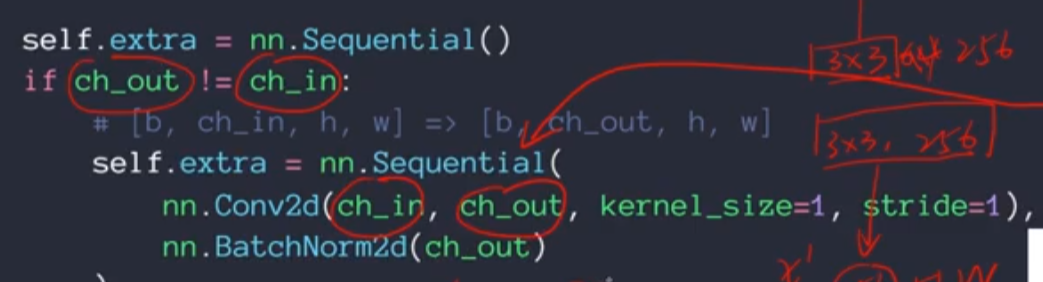 self.extra = nn.Sequential()
if ch_out != ch_in:
# [b, ch_in, h, w] => [b, ch_out, h, w]
self.extra = nn.Sequential(
nn.Conv2d(ch_in, ch_out, kernel_size=1, stride=1),
nn.BatchNorm2d(ch_out)
)
3×3 256
3×3, 256
x'